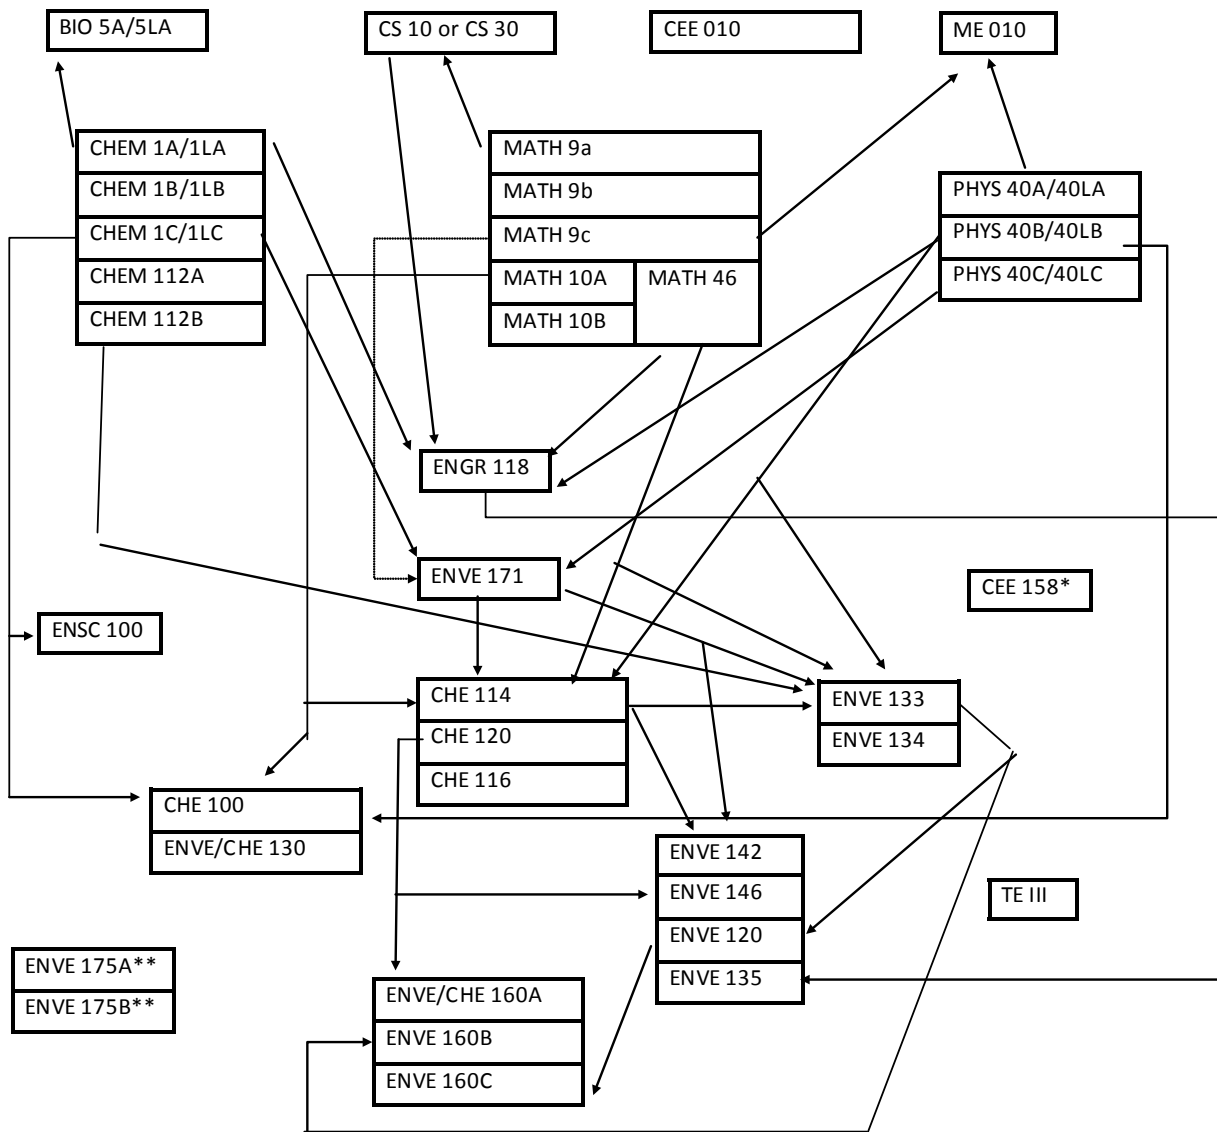 BIO 5A/5LA
CS 10 or CS 30
CEE 010
ME 010
CHEM 1A/1LA
CHEM 1B/1LB
CHEM 1C/1LC
CHEM 112A
CHEM 112B
MATH 9a
MATH 9b
MATH 9c
MATH 10A
MATH 46
MATH 10B
PHYS 40A/40LA
PHYS 40B/40LB
PHYS 40C/40LC
ENGR 118
ENVE 171
CEE 158*
ENSC 100
CHE 114
CHE 120
CHE 116
ENVE 133
ENVE 134
CHE 100
ENVE/CHE 130
ENVE 142
ENVE 146
ENVE 120
ENVE 135
TE III
ENVE 175A**
ENVE 175B**
ENVE/CHE 160A
ENVE 160B
ENVE 160C